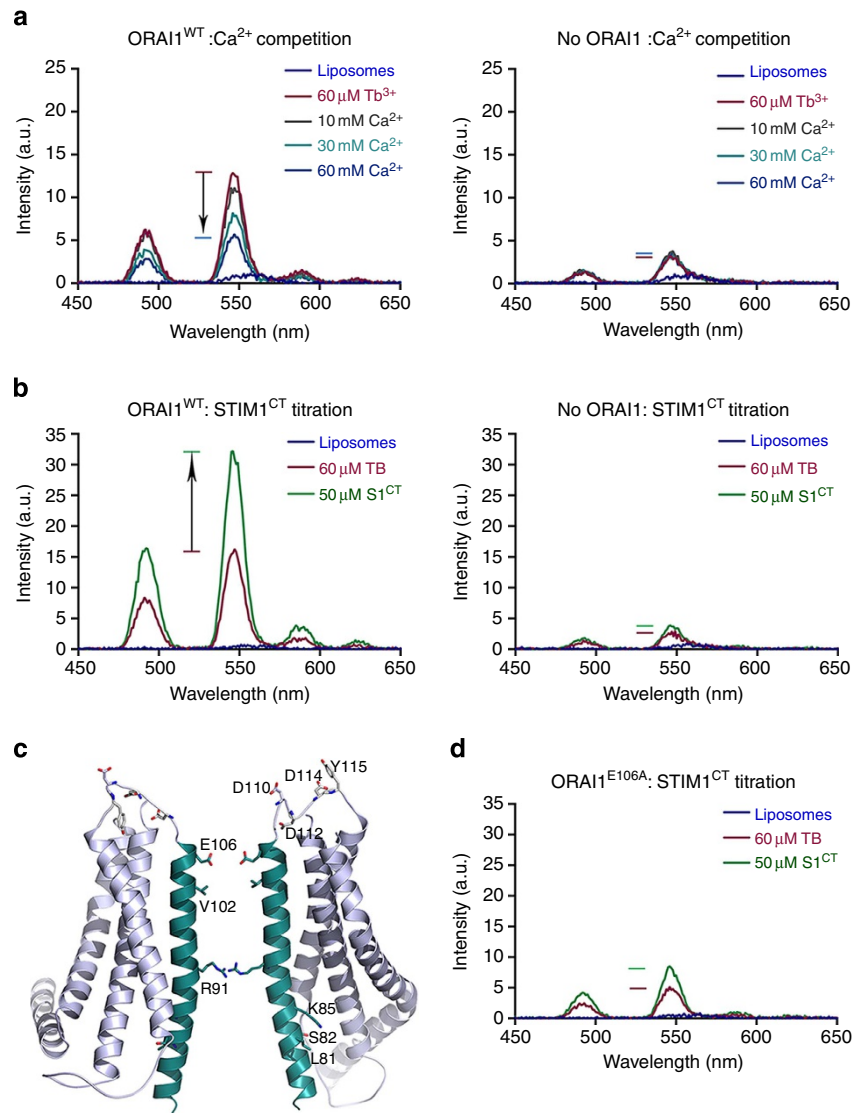 a
ORAI1ᵂᵀ :Ca²⁺ competition
25
20
15
10
5
0
Intensity (a.u.)
Liposomes
60 μM Tb³⁺
10 mM Ca²⁺
30 mM Ca²⁺
60 mM Ca²⁺
450 500 550 600 650
Wavelength (nm)
No ORAI1 :Ca²⁺ competition
25
20
15
10
5
0
Intensity (a.u.)
Liposomes
60 μM Tb³⁺
10 mM Ca²⁺
30 mM Ca²⁺
60 mM Ca²⁺
450 500 550 600 650
Wavelength (nm)
b
ORAI1ᵂᵀ: STIM1ᶜᵀ titration
35
30
25
20
15
10
5
0
Intensity (a.u.)
Liposomes
60 μM TB
50 μM S1ᶜᵀ
450 500 550 600 650
Wavelength (nm)
No ORAI1: STIM1ᶜᵀ titration
35
30
25
20
15
10
5
0
Intensity (a.u.)
Liposomes
60 μM TB
50 μM S1ᶜᵀ
450 500 550 600 650
Wavelength (nm)
c
D110
D114
Y115
D112
E106
V102
R91
K85
S82
L81
d
ORAI1ᴱ¹⁰⁶ᴬ: STIM1ᶜᵀ titration
35
30
25
20
15
10
5
0
Intensity (a.u.)
Liposomes
60 μM TB
50 μM S1ᶜᵀ
450 500 550 600 650
Wavelength (nm)